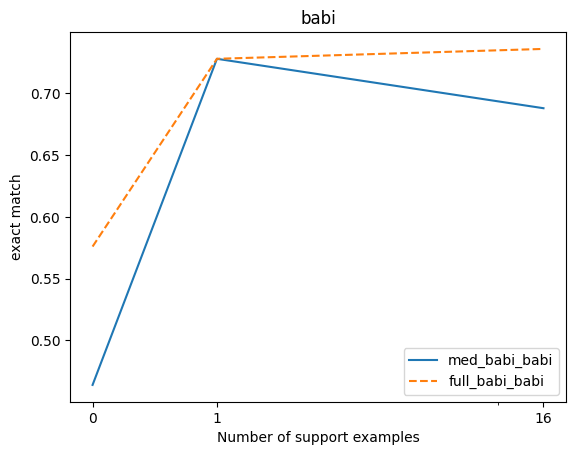 babi
exact match
0.70
0.65
0.60
0.55
0.50
0 1 16
Number of support examples
med_babi_babi
full_babi_babi